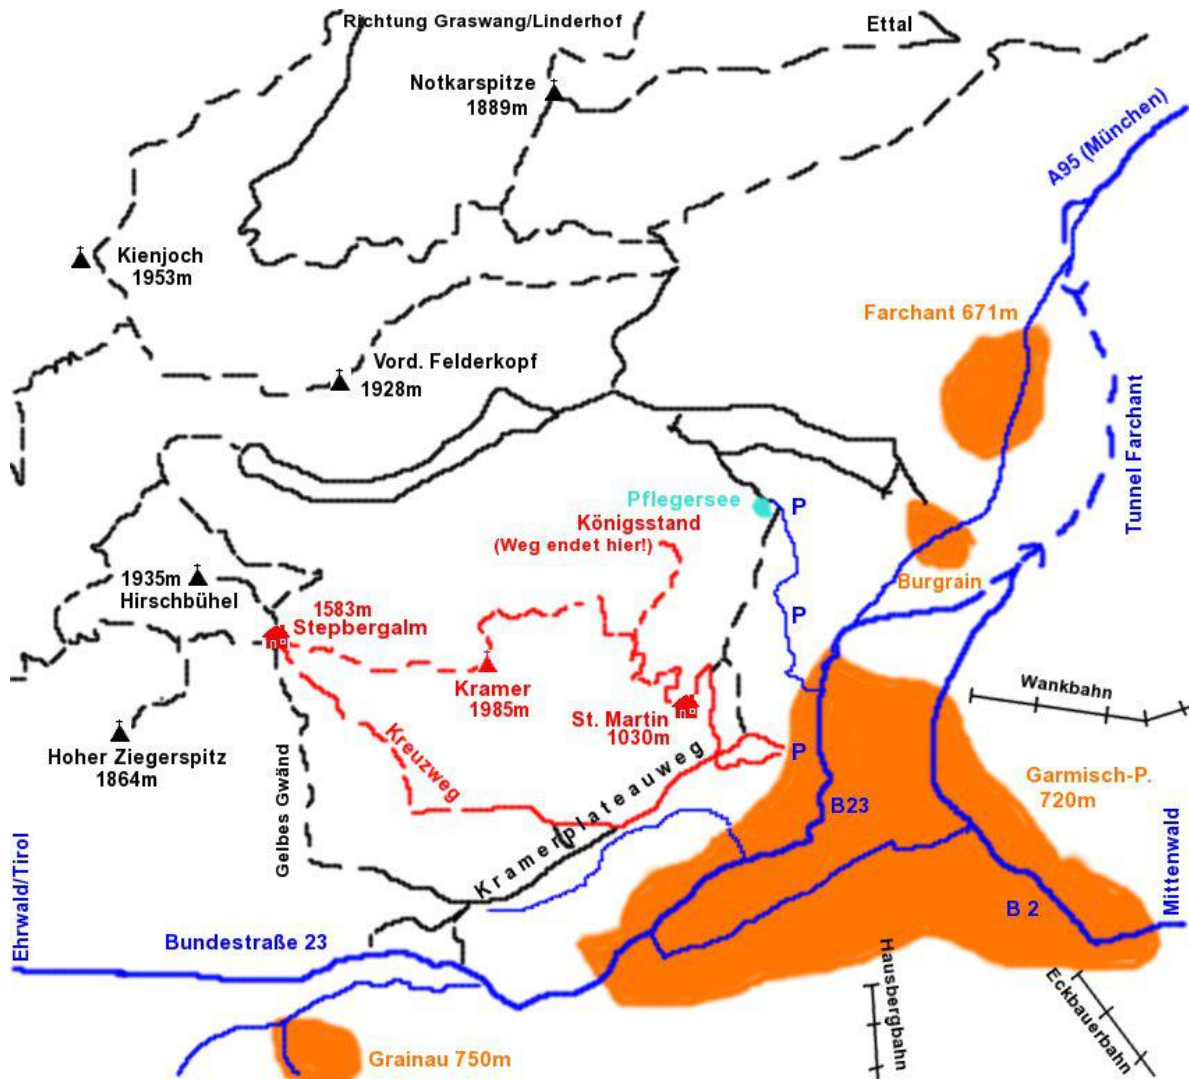 Richtung Graswang/Linderhof
Ettal
Notkarspitze
1889m
A95 (München)
Kienjoch
1953m
Farchant 671m
Vord. Felderkopf
1928m
Tunnel Farchant
Pflegersee
P
Königsstand
(Weg endet hier!)
Burgrain
1935m
Hirschbühel
1583m
Stepbergalm
P
Kramer
1985m
Wankbahn
St. Martin
1030m
Hoher Ziegerspitz
1864m
Kreuzweg
Gelbes Gwänd
Kramerplateauweg
P
Garmisch-P.
720m
B23
Ehrwald/Tirol
Bundestraße 23
B 2
Mittenwald
Hausbergbahn
Eckbauerbahn
Grainau 750m